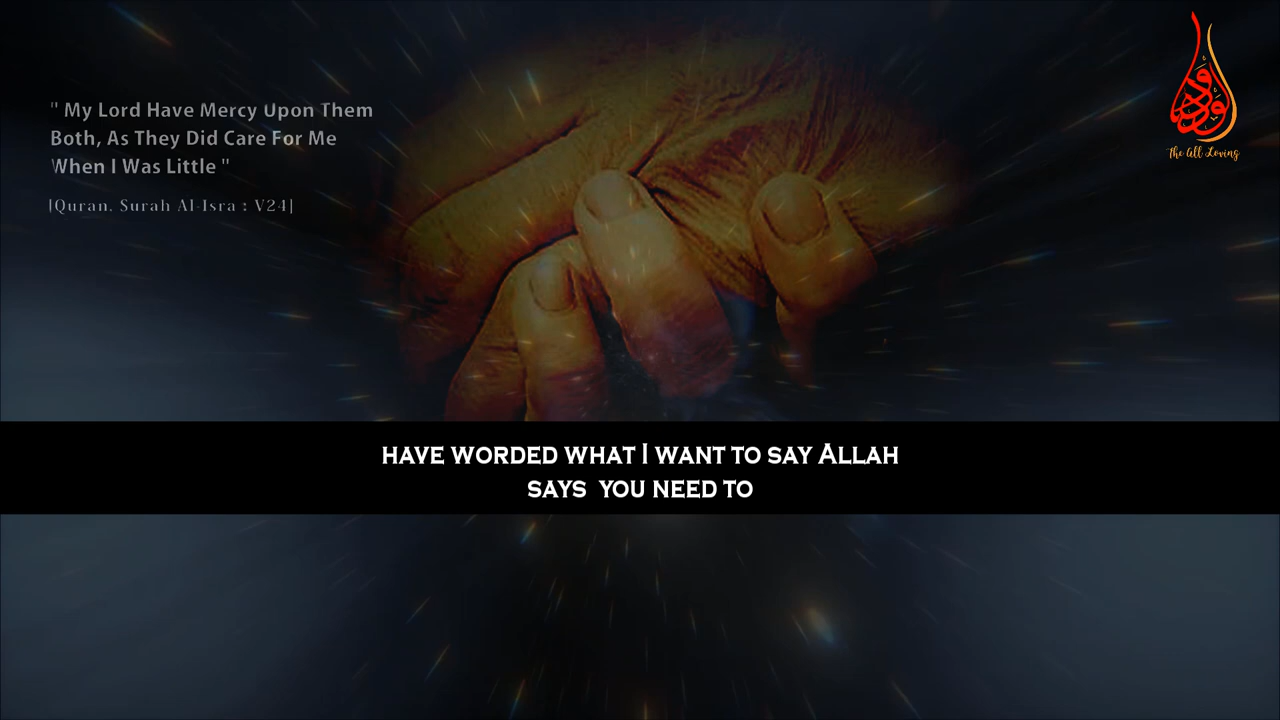 " My Lord Have Mercy Upon Them
Both, As They Did Care For Me
When I Was Little "
[Quran. Surah Al-Isra : V24]
الودود
The All Loving
HAVE WORDED WHAT I WANT TO SAY ALLAH
SAYS YOU NEED TO